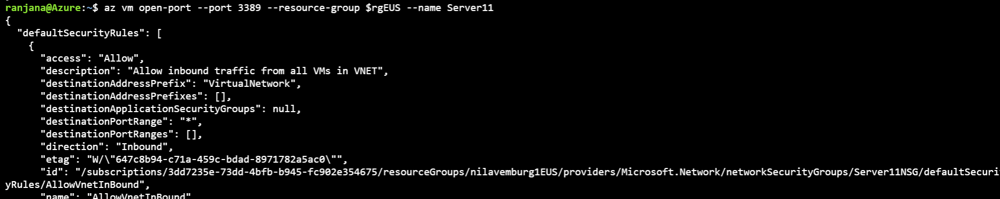 ranjana@Azure:~$ az vm open-port --port 3389 --resource-group $rgEUS --name Server11
{
  "defaultSecurityRules": [
    {
      "access": "Allow",
      "description": "Allow inbound traffic from all VMs in VNET",
      "destinationAddressPrefix": "VirtualNetwork",
      "destinationAddressPrefixes": [],
      "destinationApplicationSecurityGroups": null,
      "destinationPortRange": "*",
      "destinationPortRanges": [],
      "direction": "Inbound",
      "etag": "W/\"647c8b94-c71a-459c-bdad-8971782a5ac0\"",
      "id": "/subscriptions/3dd7235e-73dd-4bfb-b945-fc902e354675/resourceGroups/nilavemburg1EUS/providers/Microsoft.Network/networkSecurityGroups/Server11NSG/defaultSecuri
yRules/AllowVnetInBound",
      "name": "AllowVnetInBound"